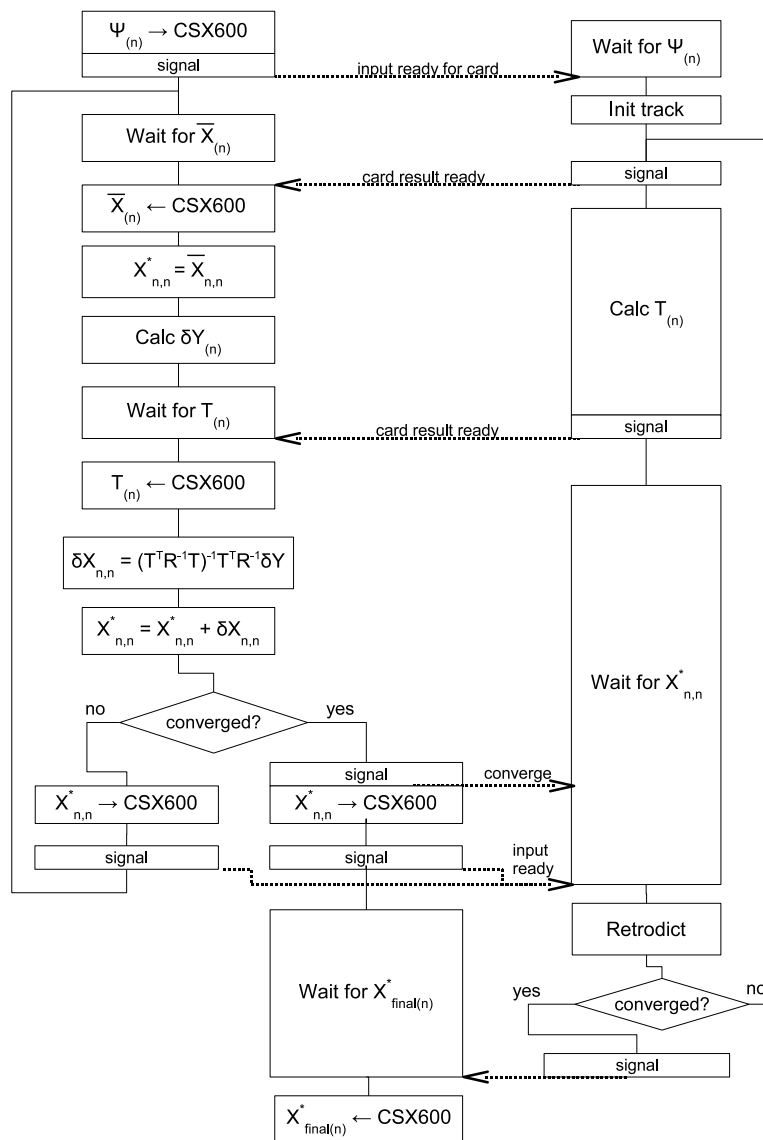 Ψ(n) → CSX600
signal
input ready for card
Wait for Ψ(n)
Init track
Wait for X̅(n)
signal
card result ready
X̅(n) ← CSX600
X*n,n = X̅n,n
Calc δY(n)
Calc T(n)
Wait for T(n)
signal
card result ready
T(n) ← CSX600
δXn,n = (TᵀR⁻¹T)⁻¹TᵀR⁻¹δY
X*n,n = X*n,n + δXn,n
Wait for X*n,n
no
converged?
yes
signal
converge
X*n,n → CSX600
X*n,n → CSX600
signal
signal
input
ready
Retrodict
Wait for X*final(n)
yes
converged?
no
signal
X*final(n) ← CSX600